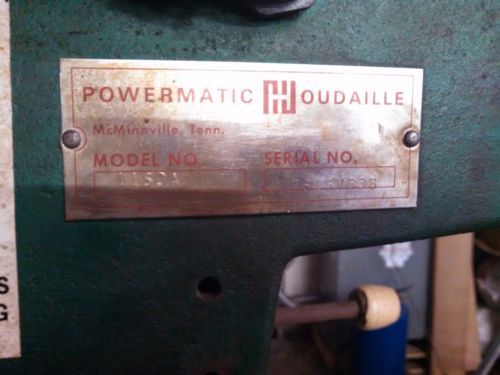 POWERMATIC HOUDAILLE
McMinnville, Tenn.
MODEL NO.
SERIAL NO.
S
G